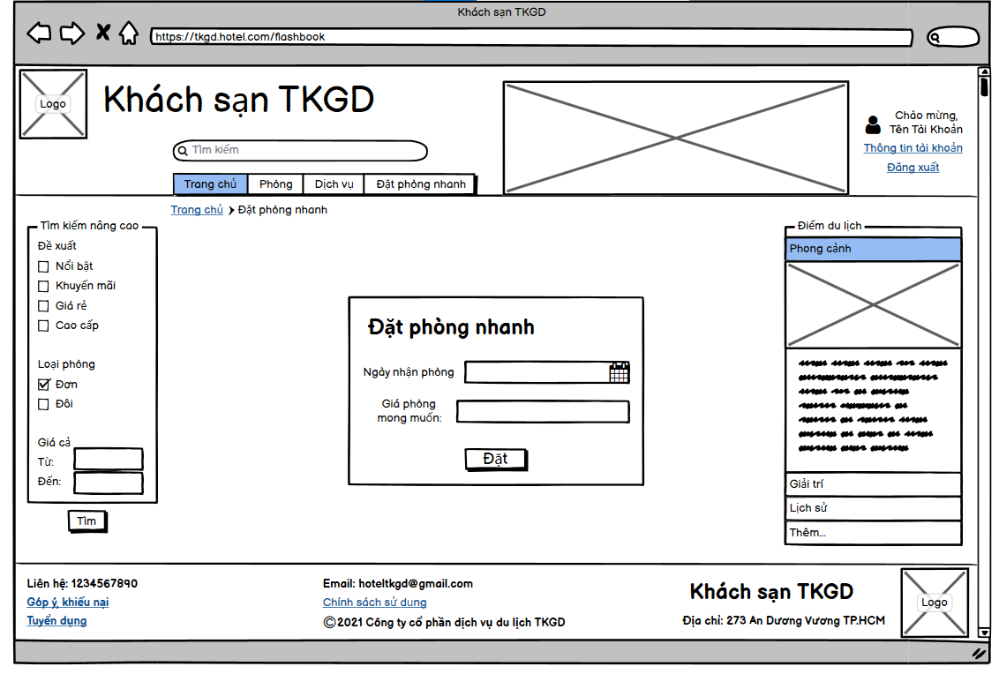 Khách sạn TKGD
https://tkgd.hotel.com/flashbook
Logo
Khách sạn TKGD
Tìm kiếm
Chào mừng,
Tên Tài Khoản
Thông tin tài khoản
Đăng xuất
Trang chủ
Phòng
Dịch vụ
Đặt phòng nhanh
Trang chủ
Đặt phòng nhanh
Tìm kiếm nâng cao
Đề xuất
Nổi bật
Khuyến mãi
Giá rẻ
Cao cấp
Loại phòng
Đơn
Đôi
Giá cả
Từ:
Đến:
Tìm
Đặt phòng nhanh
Ngày nhận phòng
Giá phòng
mong muốn:
Đặt
Điểm du lịch
Phong cảnh
Giải trí
Lịch sử
Thêm...
Liên hệ: 1234567890
Góp ý, khiếu nại
Tuyển dụng
Email: hoteltkgd@gmail.com
Chính sách sử dụng
©2021 Công ty cổ phần dịch vụ du lịch TKGD
Khách sạn TKGD
Địa chỉ: 273 An Dương Vương TP.HCM
Logo